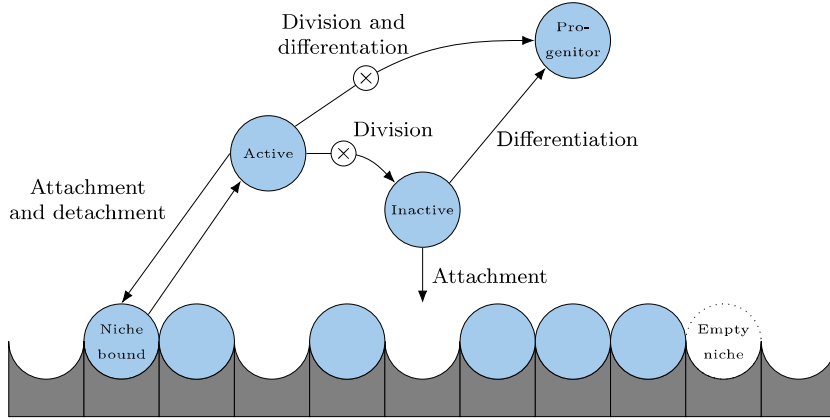 Division and
differentation
Pro-
genitor
Division
Active
Differentiation
Attachment
and detachment
Inactive
Attachment
Niche
bound
Empty
niche